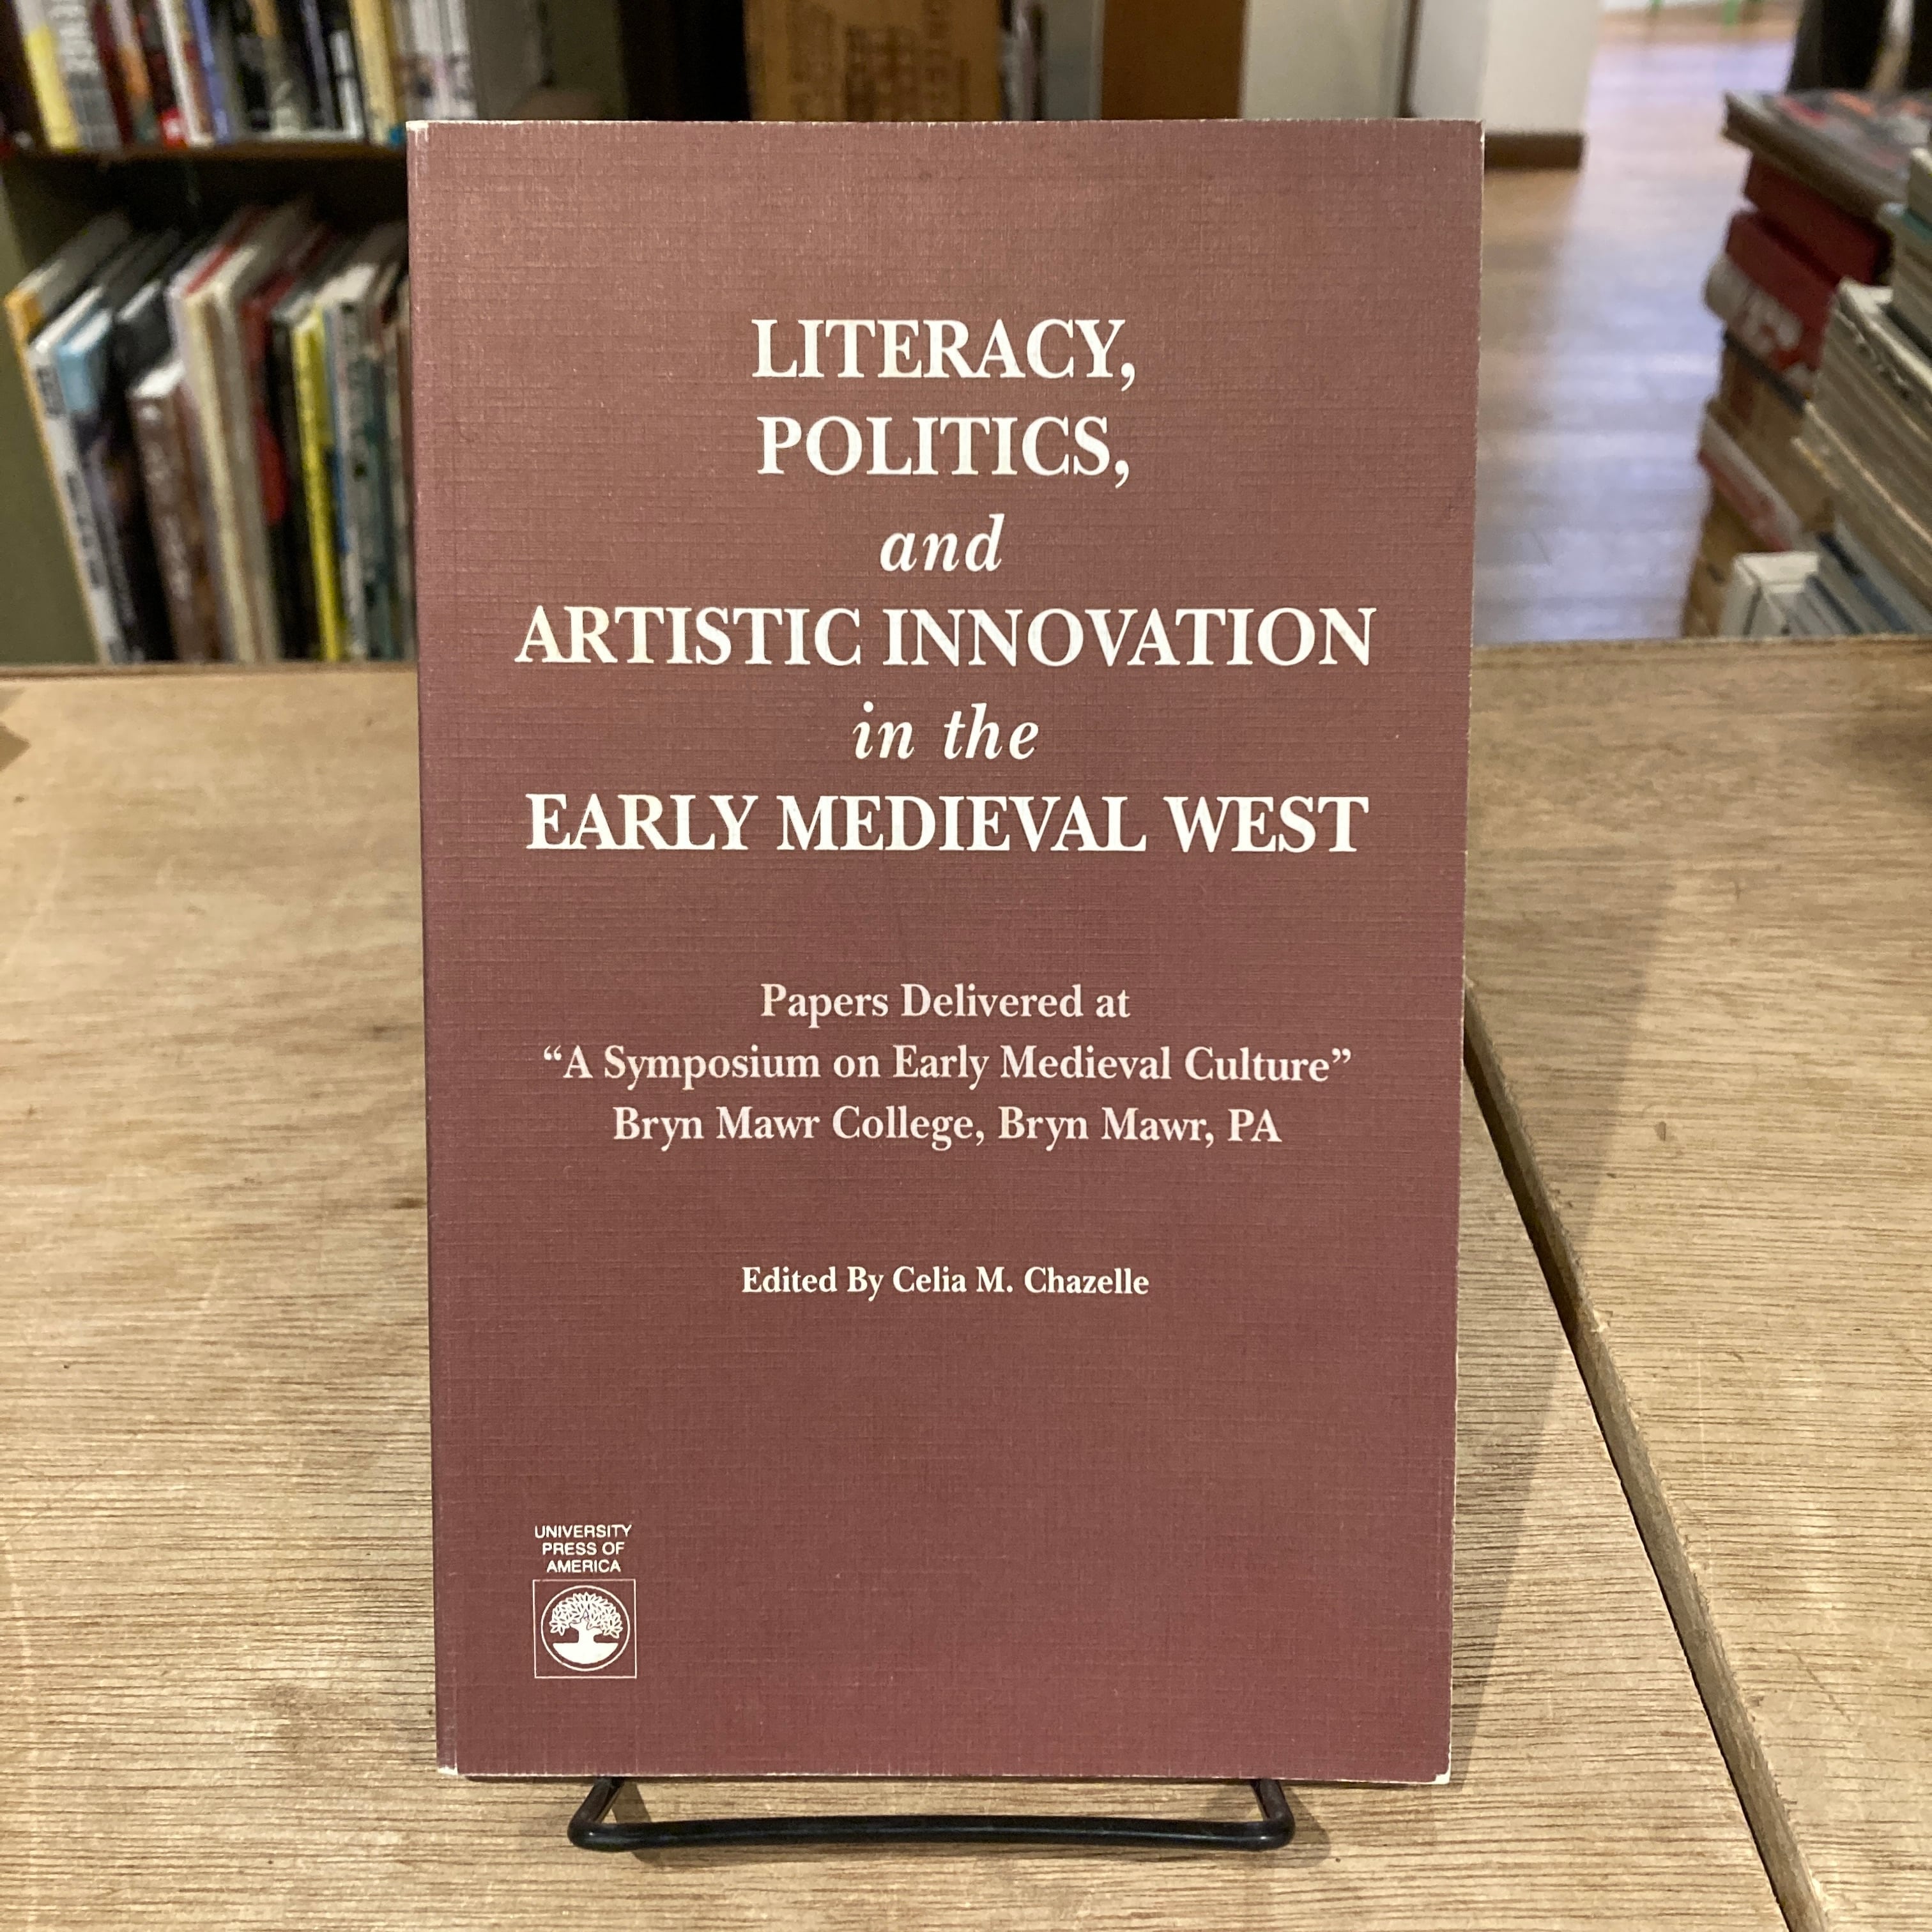 LITERACY,
POLITICS,
and
ARTISTIC INNOVATION
in the
EARLY MEDIEVAL WEST
Papers Delivered at
“A Symposium on Early Medieval Culture”
Bryn Mawr College, Bryn Mawr, PA
Edited By Celia M. Chazelle
UNIVERSITY
PRESS OF
AMERICA